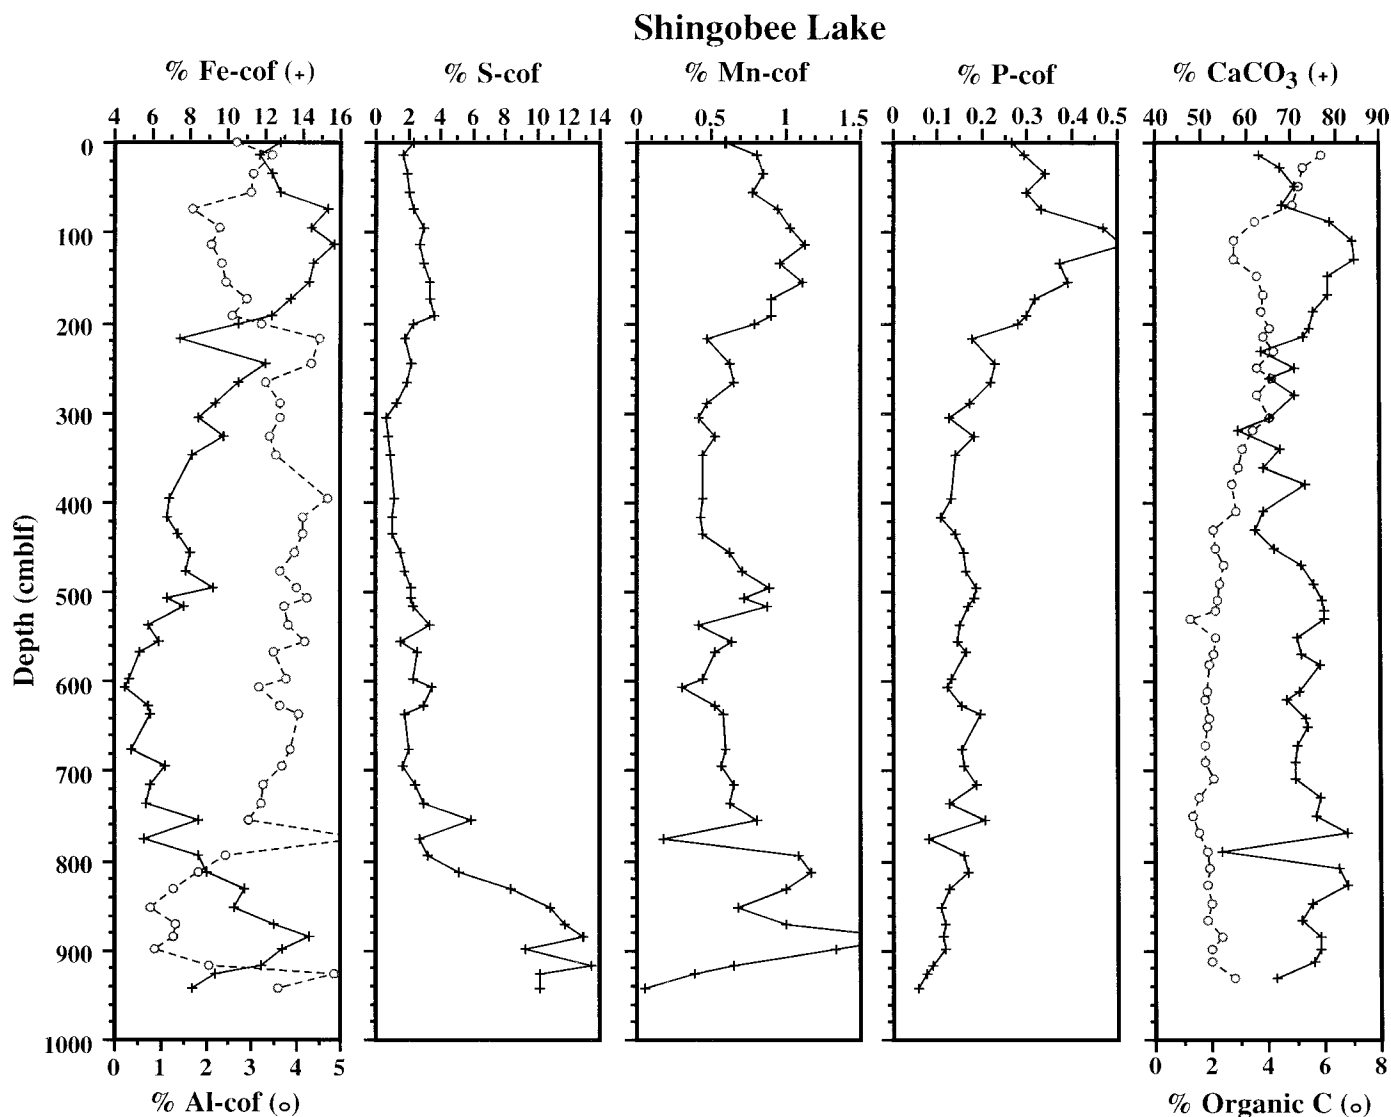 Shingobee Lake
% Fe-cof (+) % S-cof % Mn-cof % P-cof % CaCO3 (+)
4 6 8 10 12 14 16 0 2 4 6 8 10 12 14 0 0.5 1 1.5 0 0.1 0.2 0.3 0.4 0.5 40 50 60 70 80 90
0
100
200
300
400
500
600
700
800
900
1000
Depth (cmblf)
0 1 2 3 4 5 0 2 4 6 8
% Al-cof (o) % Organic C (o)